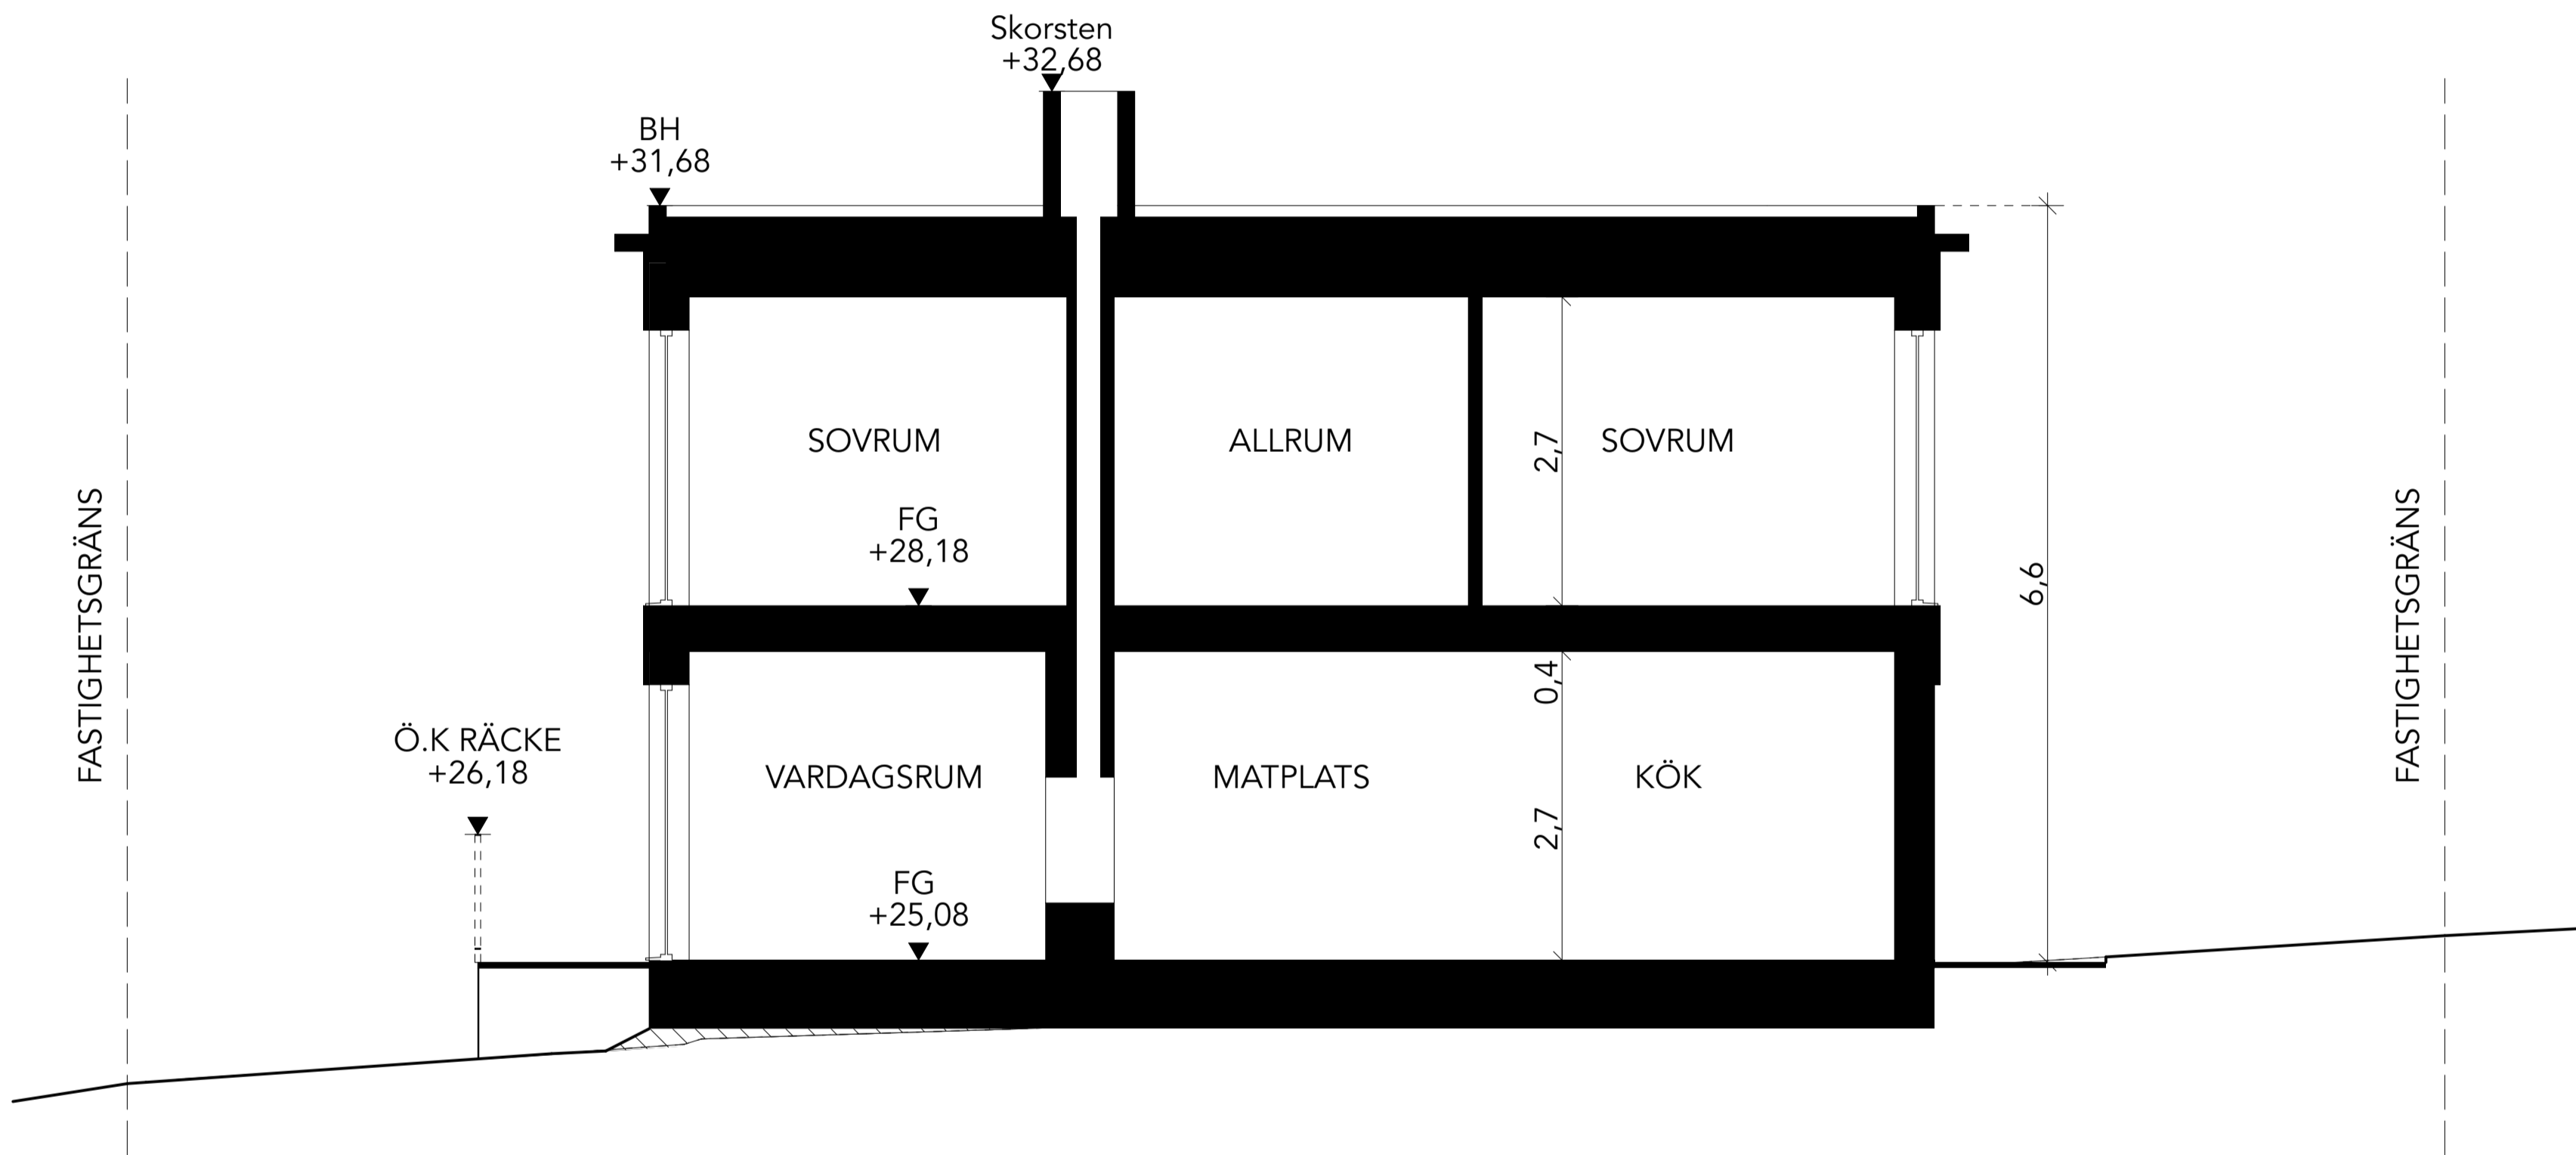 Skorsten
+32,68
BH
+31,68
SOVRUM
ALLRUM
SOVRUM
2,7
FG
+28,18
6,6
FASTIGHETSGRÄNS
FASTIGHETSGRÄNS
0,4
Ö.K RÄCKE
+26,18
VARDAGSRUM
MATPLATS
KÖK
2,7
FG
+25,08